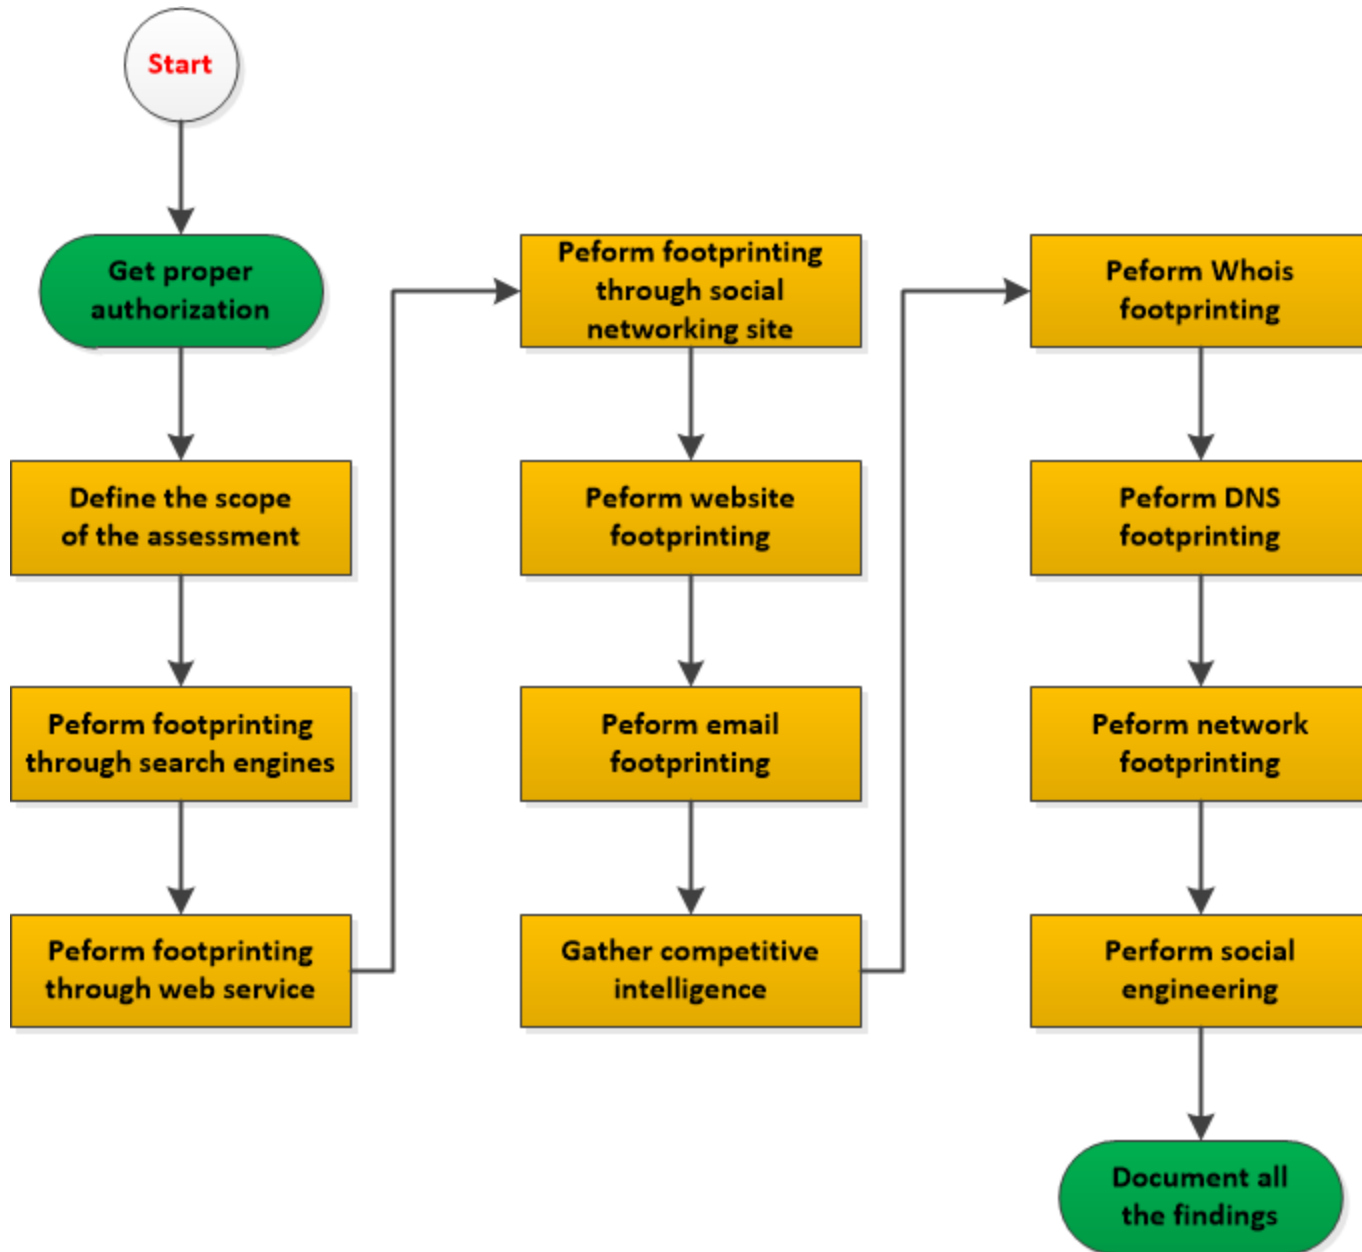 Start
Get proper
authorization
Define the scope
of the assessment
Peform footprinting
through search engines
Peform footprinting
through web service
Peform footprinting
through social
networking site
Peform website
footprinting
Peform email
footprinting
Gather competitive
intelligence
Peform Whois
footprinting
Peform DNS
footprinting
Peform network
footprinting
Perform social
engineering
Document all
the findings